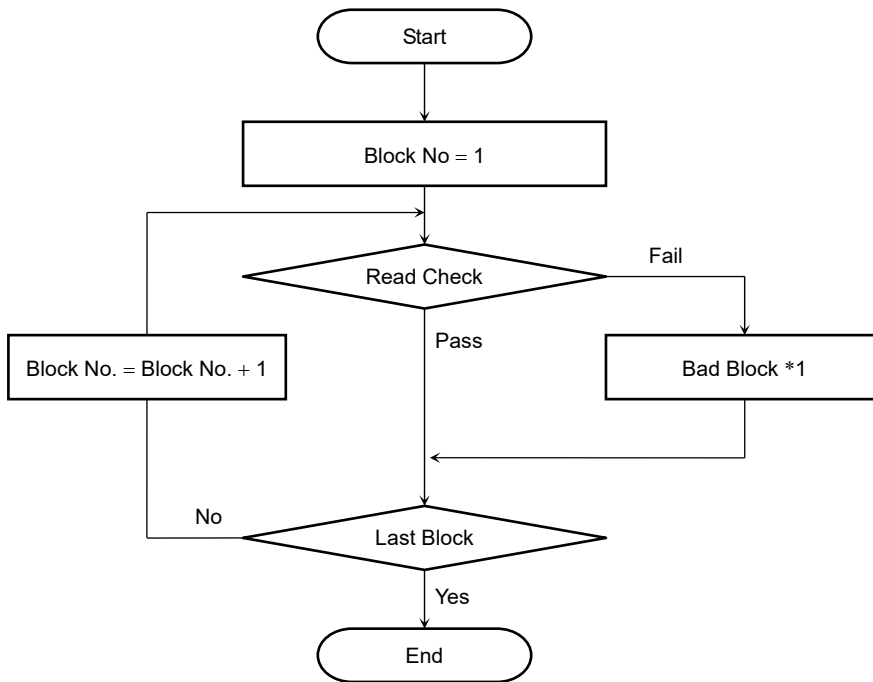 Start
Block No = 1
Read Check
Fail
Pass
Block No. = Block No. + 1
Bad Block *1
No
Last Block
Yes
End